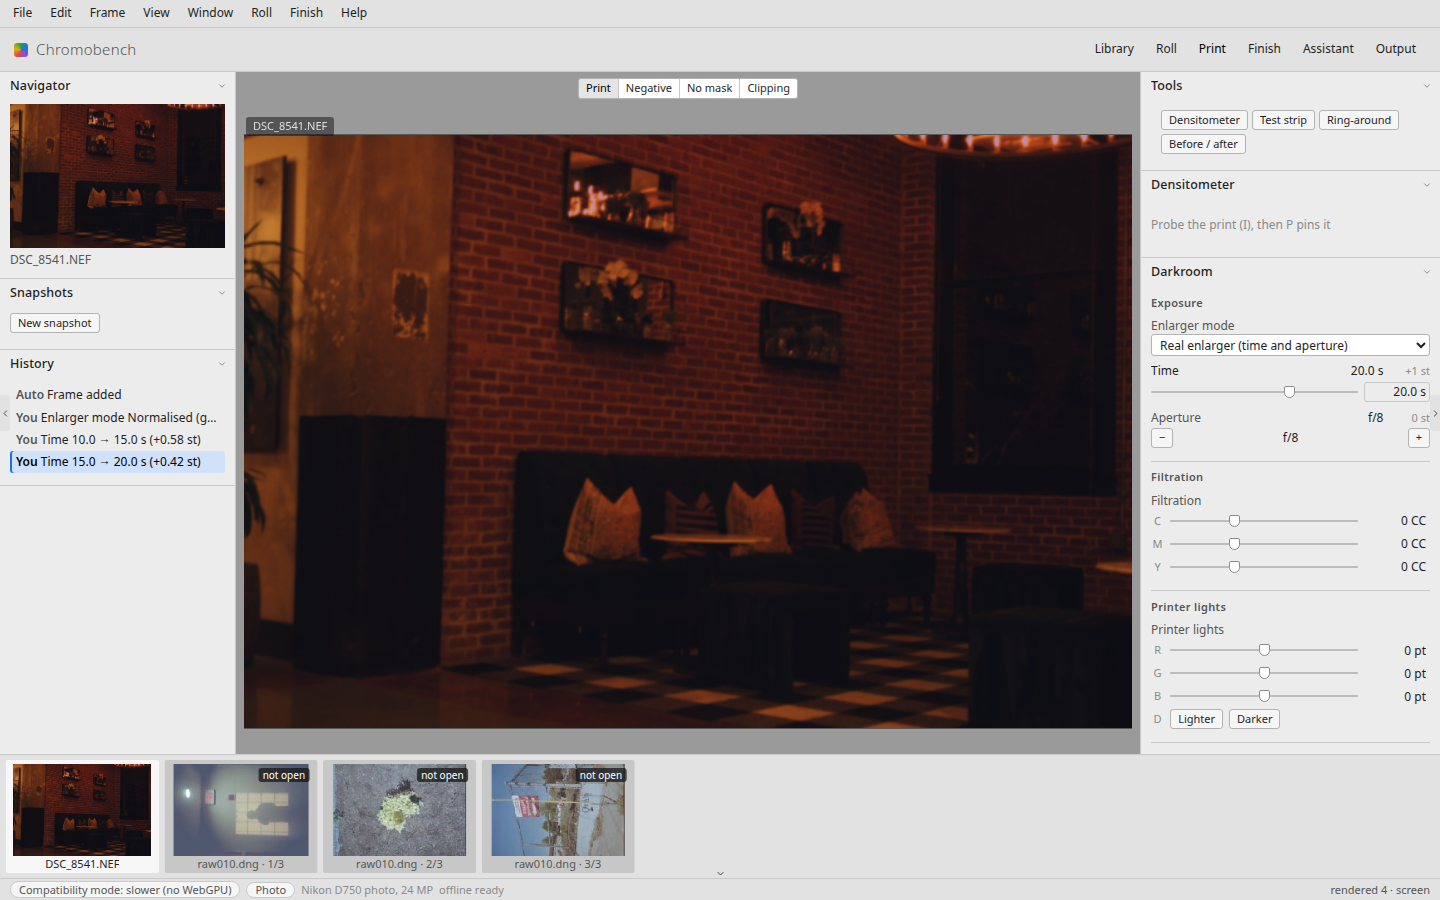 File Edit Frame View Window Roll Finish Help
Chromobench
Library Roll Print Finish Assistant Output
Navigator
DSC_8541.NEF
Snapshots
New snapshot
History
Auto Frame added
You Enlarger mode Normalised (g...
You Time 10.0 → 15.0 s (+0.58 st)
You Time 15.0 → 20.0 s (+0.42 st)
Print Negative No mask Clipping
DSC_8541.NEF
Tools
Densitometer Test strip Ring-around
Before / after
Densitometer
Probe the print (I), then P pins it
Darkroom
Exposure
Enlarger mode
Real enlarger (time and aperture)
Time 20.0 s +1 st
20.0 s
Aperture f/8 0 st
− f/8 +
Filtration
Filtration
C 0 CC
M 0 CC
Y 0 CC
Printer lights
Printer lights
R 0 pt
G 0 pt
B 0 pt
D Lighter Darker
not open not open not open
DSC_8541.NEF raw010.dng · 1/3 raw010.dng · 2/3 raw010.dng · 3/3
Compatibility mode: slower (no WebGPU) Photo Nikon D750 photo, 24 MP offline ready rendered 4 · screen